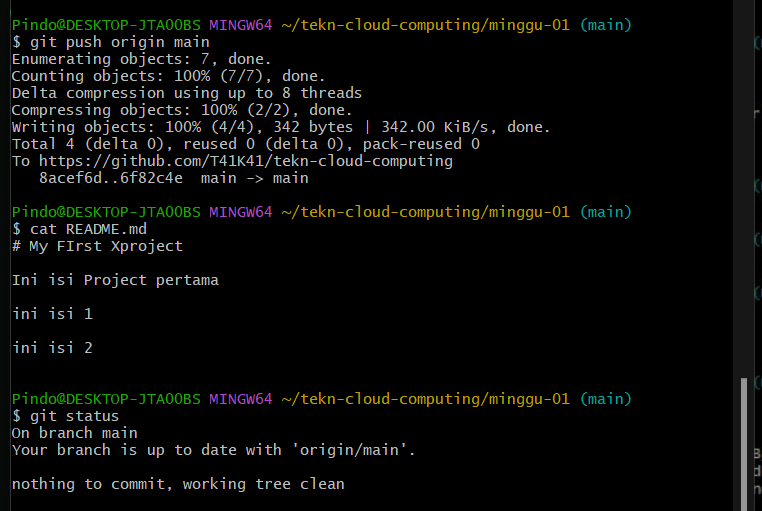 Pindo@DESKTOP-JTAOOBS MINGW64 ~/tekn-cloud-computing/minggu-01 (main)
$ git push origin main
Enumerating objects: 7, done.
Counting objects: 100% (7/7), done.
Delta compression using up to 8 threads
Compressing objects: 100% (2/2), done.
Writing objects: 100% (4/4), 342 bytes | 342.00 KiB/s, done.
Total 4 (delta 0), reused 0 (delta 0), pack-reused 0
To https://github.com/T41K41/tekn-cloud-computing
   8acef6d..6f82c4e  main -> main
Pindo@DESKTOP-JTAOOBS MINGW64 ~/tekn-cloud-computing/minggu-01 (main)
$ cat README.md
# My FIrst Xproject
Ini isi Project pertama
ini isi 1
ini isi 2
Pindo@DESKTOP-JTAOOBS MINGW64 ~/tekn-cloud-computing/minggu-01 (main)
$ git status
On branch main
Your branch is up to date with 'origin/main'.
nothing to commit, working tree clean